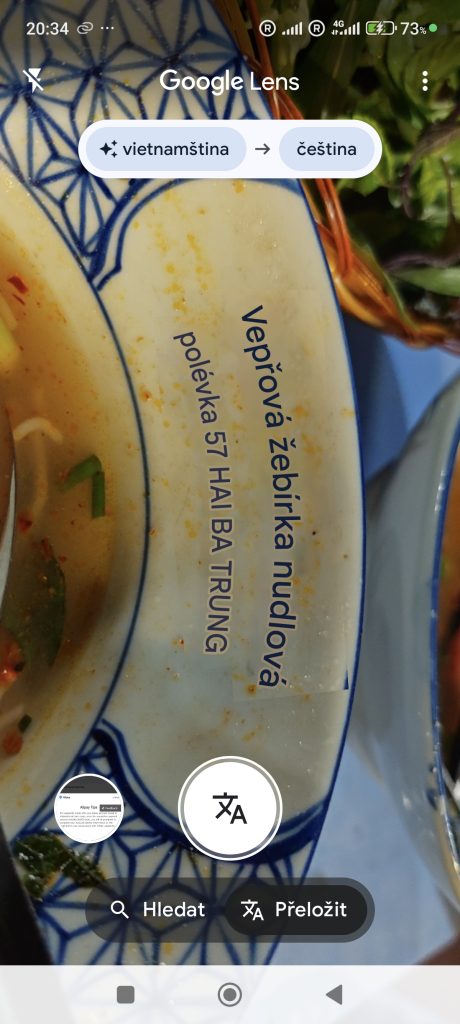 20:34
4G
73%
Google Lens
vietnamština → čeština
Vepřová žebírka nudlová
polévka 57 HAI BA TRUNG
Hledat
Přeložit